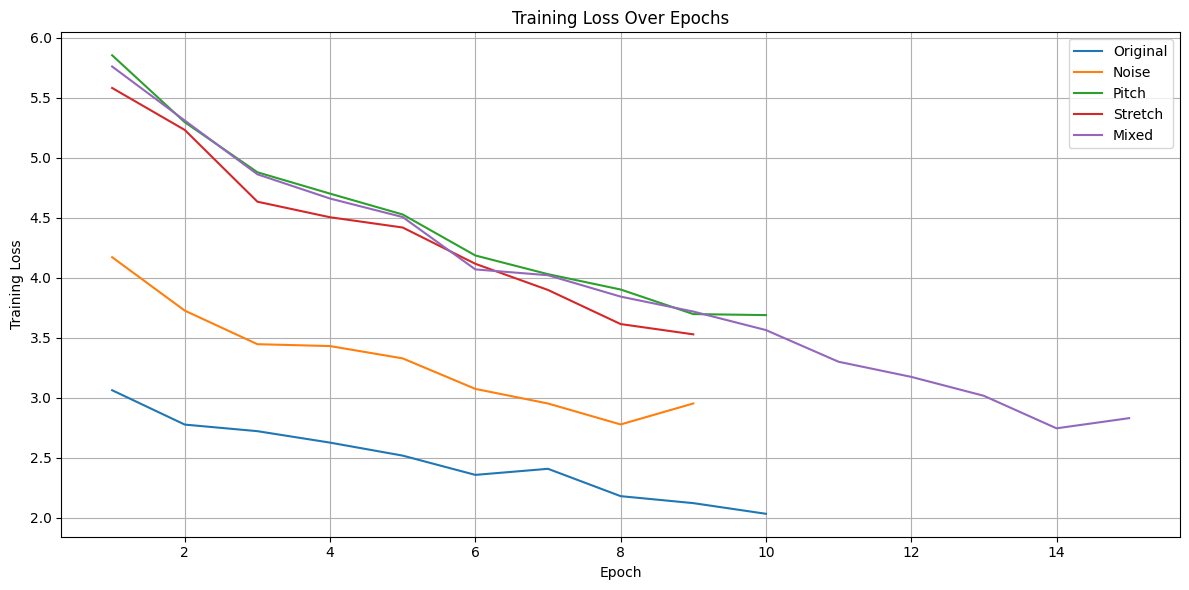 Training Loss Over Epochs
Original
Noise
Pitch
Stretch
Mixed
Training Loss
6.0
5.5
5.0
4.5
4.0
3.5
3.0
2.5
2.0
2 4 6 8 10 12 14
Epoch